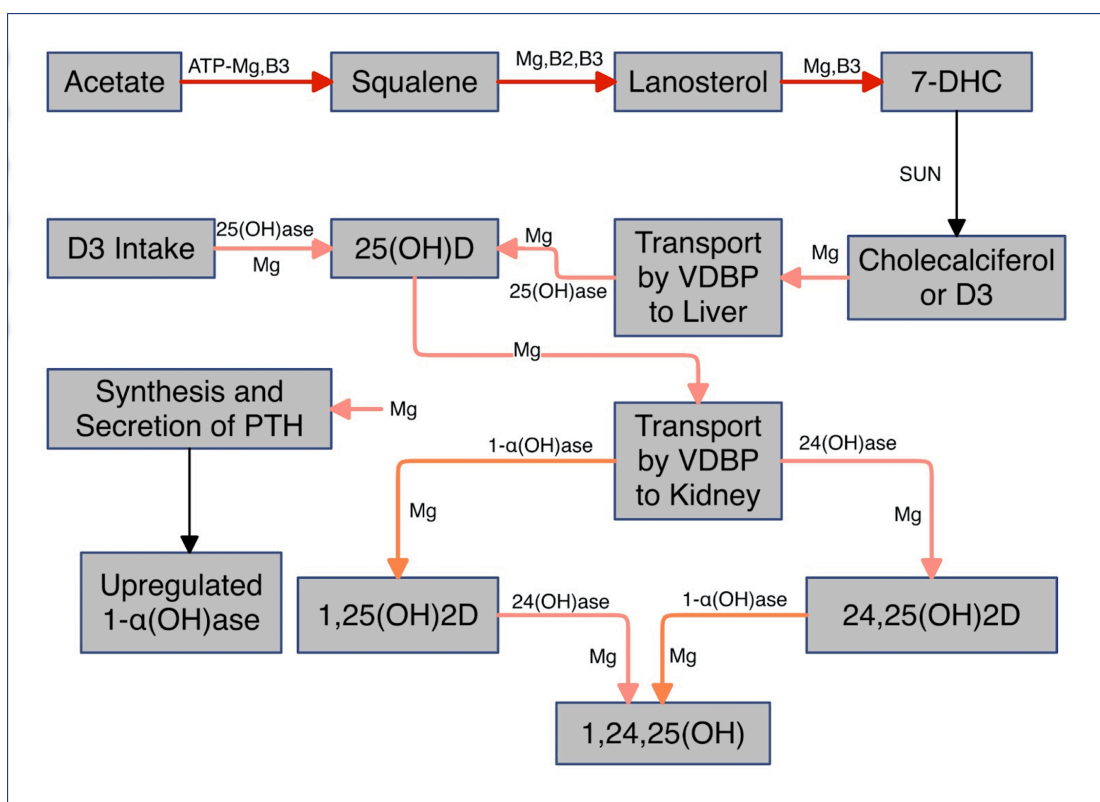 Acetate
ATP-Mg,B3
Squalene
Mg,B2,B3
Lanosterol
Mg,B3
7-DHC
SUN
D3 Intake
25(OH)ase
Mg
25(OH)D
Mg
25(OH)ase
Transport
by VDBP
to Liver
Mg
Cholecalciferol
or D3
Mg
Synthesis and
Secretion of PTH
Mg
Transport
by VDBP
to Kidney
1-α(OH)ase
Mg
24(OH)ase
Mg
Upregulated
1-α(OH)ase
1,25(OH)2D
24(OH)ase
Mg
1-α(OH)ase
Mg
24,25(OH)2D
1,24,25(OH)